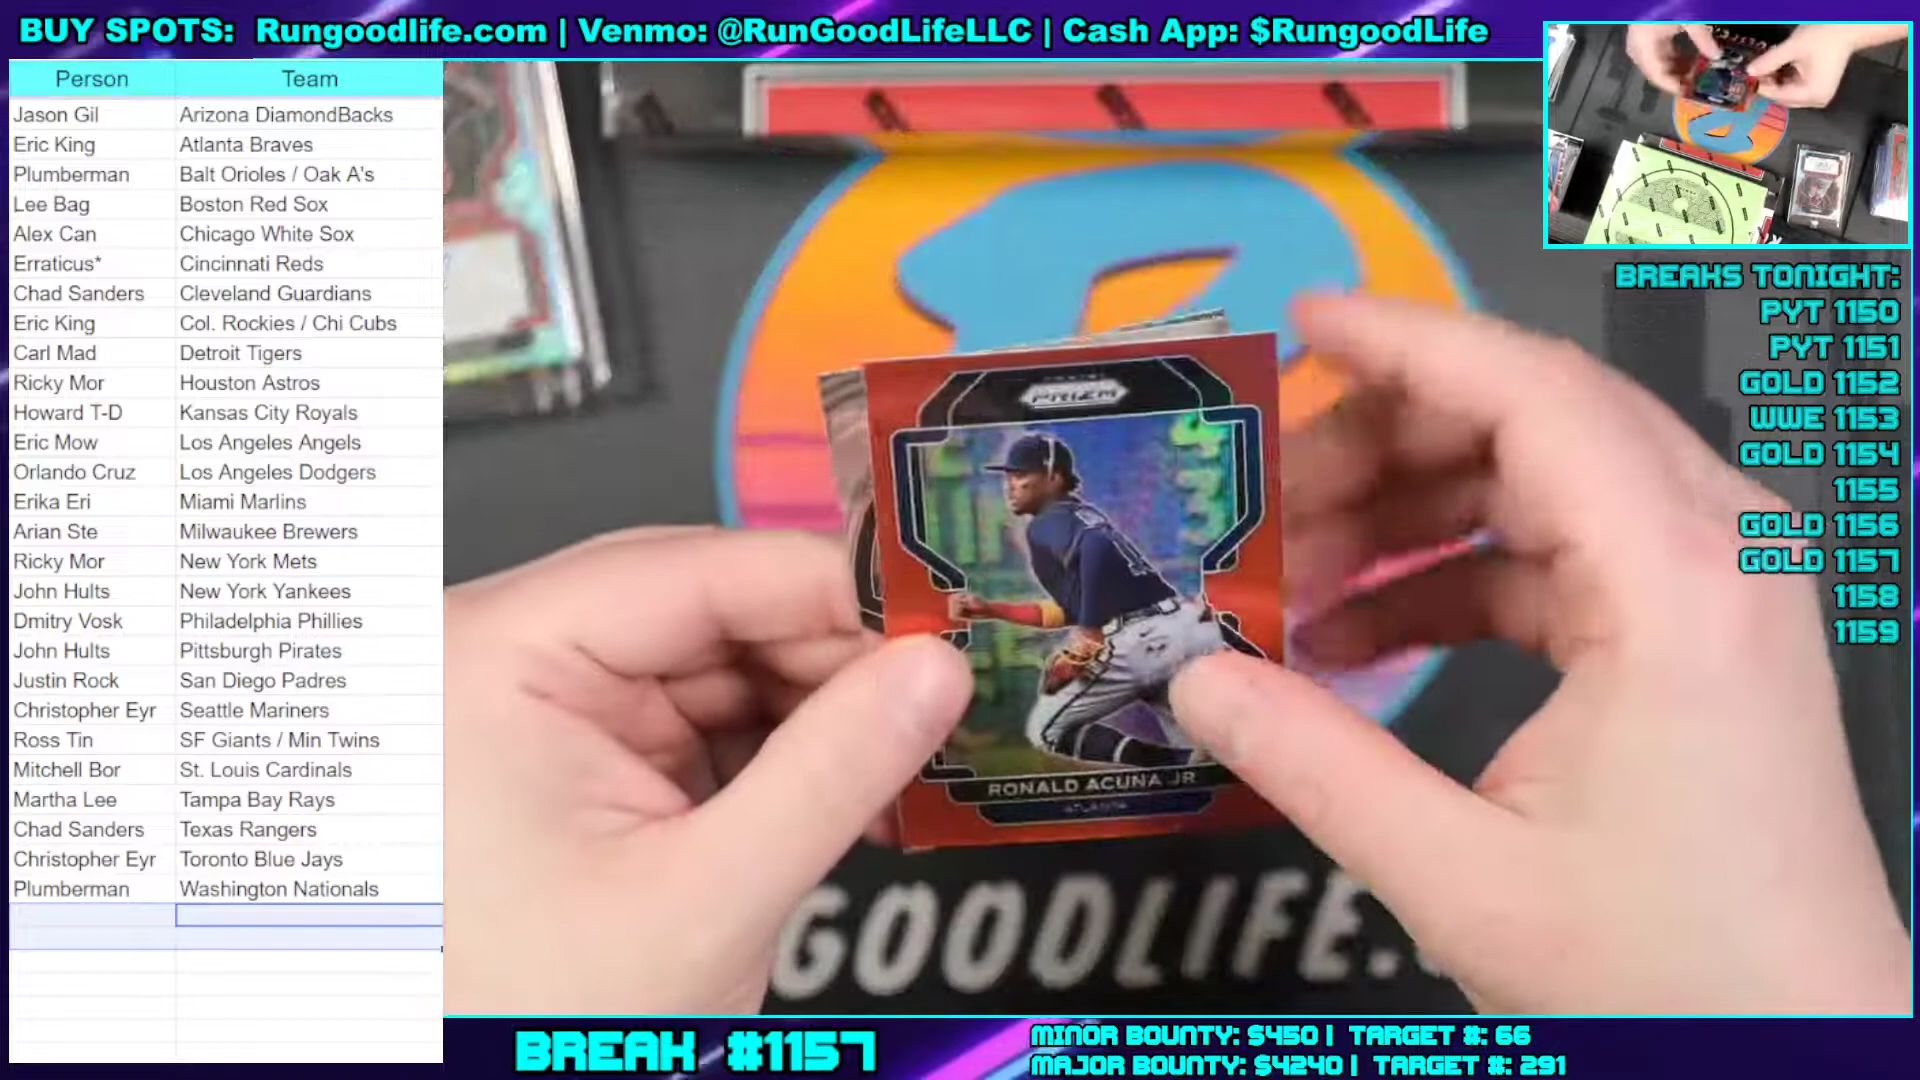 BUY SPOTS: Rungoodlife.com | Venmo: @RunGoodLifeLLC | Cash App: $RungoodLife
Person Team
Jason Gil Arizona DiamondBacks
Eric King Atlanta Braves
Plumberman Balt Orioles / Oak A's
Lee Bag Boston Red Sox
Alex Can Chicago White Sox
Erraticus* Cincinnati Reds
Chad Sanders Cleveland Guardians
Eric King Col. Rockies / Chi Cubs
Carl Mad Detroit Tigers
Ricky Mor Houston Astros
Howard T-D Kansas City Royals
Eric Mow Los Angeles Angels
Orlando Cruz Los Angeles Dodgers
Erika Eri Miami Marlins
Arian Ste Milwaukee Brewers
Ricky Mor New York Mets
John Hults New York Yankees
Dmitry Vosk Philadelphia Phillies
John Hults Pittsburgh Pirates
Justin Rock San Diego Padres
Christopher Eyr Seattle Mariners
Ross Tin SF Giants / Min Twins
Mitchell Bor St. Louis Cardinals
Martha Lee Tampa Bay Rays
Chad Sanders Texas Rangers
Christopher Eyr Toronto Blue Jays
Plumberman Washington Nationals
PRIZM
RONALD ACUNA JR
ATLANTA
GOODLIFE.
BREAKS TONIGHT:
PYT 1150
PYT 1151
GOLD 1152
WWE 1153
GOLD 1154
1155
GOLD 1156
GOLD 1157
1158
1159
BREAK #1157
MINOR BOUNTY: $450 | TARGET #: 66
MAJOR BOUNTY: $4240 | TARGET #: 291